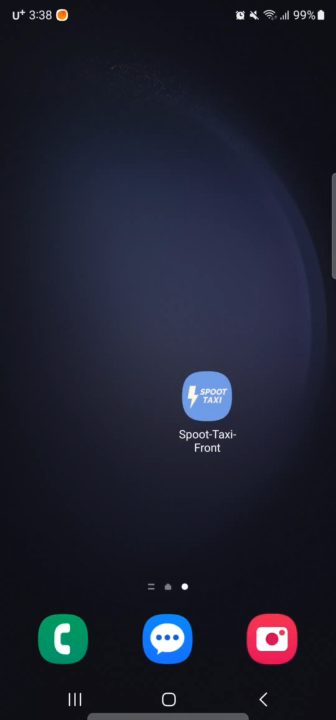 U+ 3:38 99%
SPOOT
TAXI
Spoot-Taxi-
Front